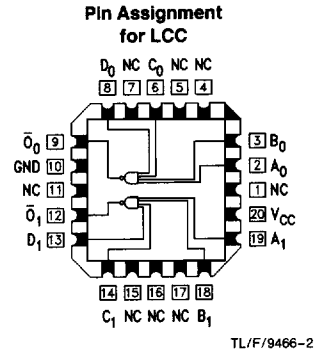 Pin Assignment
for LCC
D0 NC C0 NC NC
8 7 6 5 4
Ō0 9
GND 10
NC 11
Ō1 12
D1 13
3 B0
2 A0
1 NC
20 VCC
19 A1
14 15 16 17 18
C1 NC NC NC B1
TL/F/9466-2